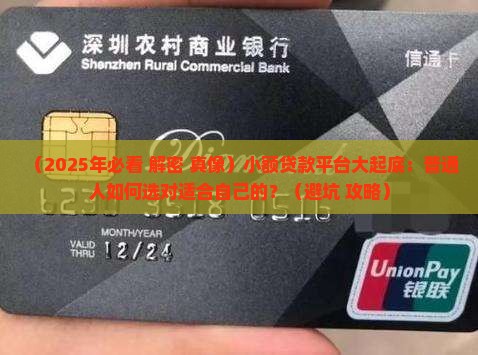 深圳农村商业银行
Shenzhen Rural Commercial Bank
信通卡
（2025年必看 解密 真像）小额贷款平台大起底：普通
人如何选对适合自己的？（避坑 攻略）
MONTH/YEAR
VALID
THRU
12/24
UnionPay
银联